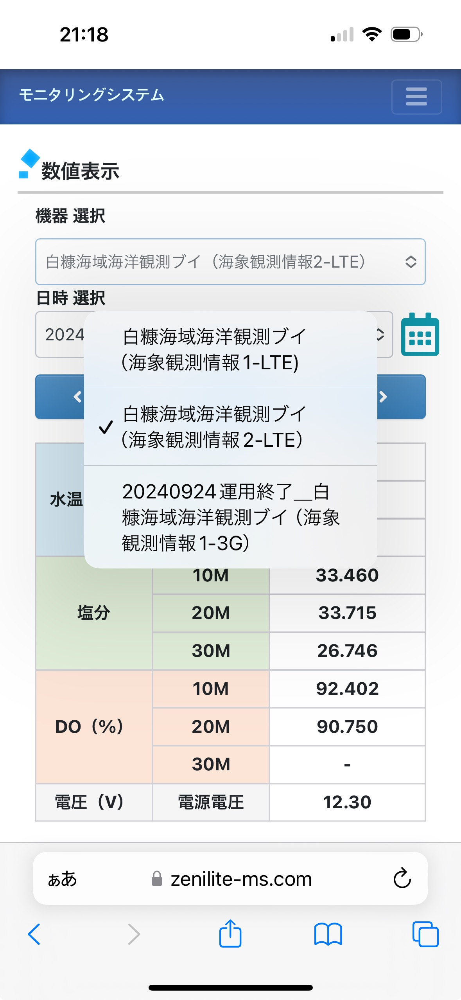 21:18
モニタリングシステム
数値表示
機器 選択
白糠海域海洋観測ブイ（海象観測情報2-LTE）
日時 選択
2024
白糠海域海洋観測ブイ
（海象観測情報1-LTE)
白糠海域海洋観測ブイ
（海象観測情報2-LTE）
20240924運用終了__白
糠海域海洋観測ブイ（海象
観測情報1-3G）
水温
塩分
10M 33.460
20M 33.715
30M 26.746
DO（%）
10M 92.402
20M 90.750
30M -
電圧（V） 電源電圧 12.30
ぁあ zenilite-ms.com